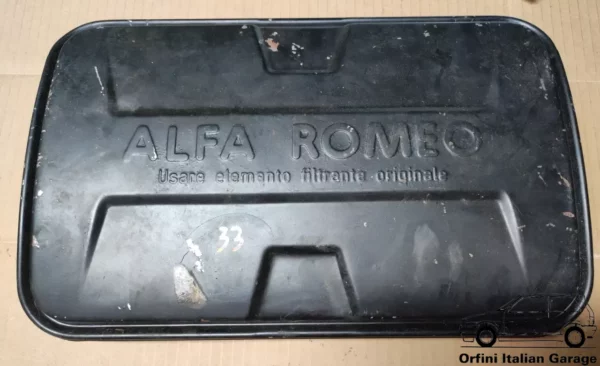 ALFA ROMEO
Usare elemento filtrante originale
33
Orfini Italian Garage